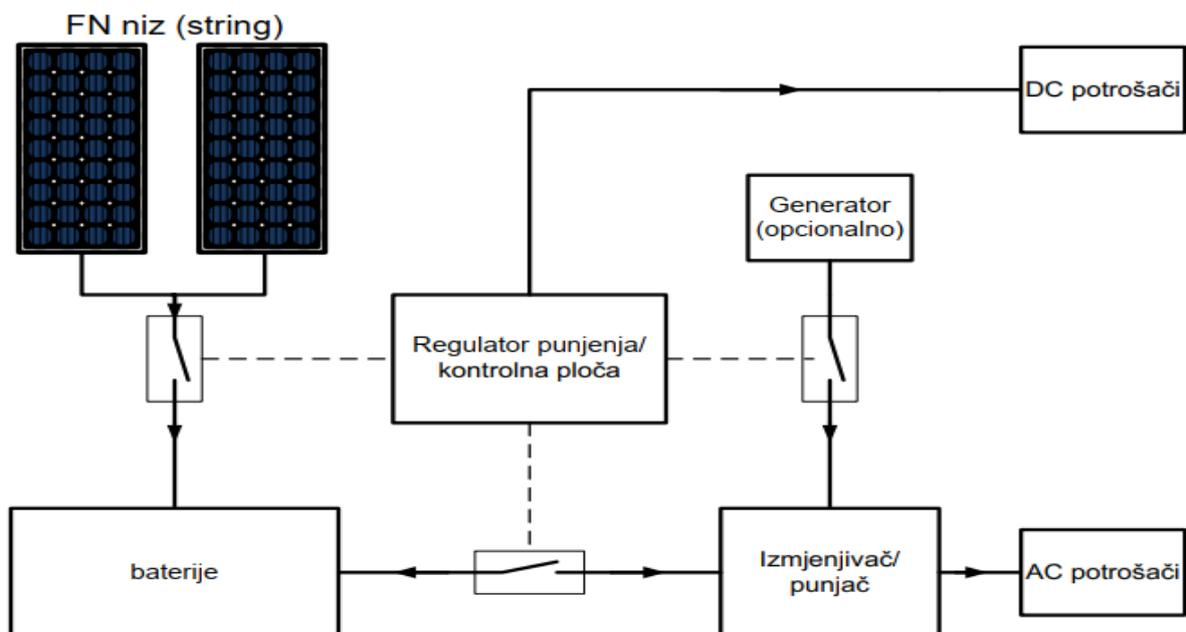 FN niz (string)
DC potrošači
Generator
(opcionalno)
Regulator punjenja/
kontrolna ploča
baterije
Izmjenjivač/
punjač
AC potrošači